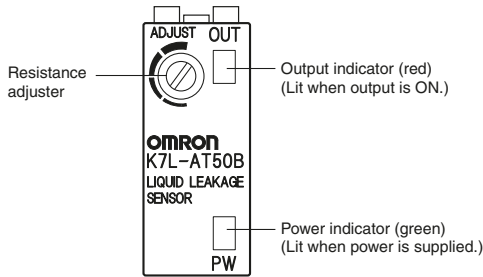 ADJUST OUT
Resistance
adjuster
Output indicator (red)
(Lit when output is ON.)
OMRON
K7L-AT50B
LIQUID LEAKAGE
SENSOR
Power indicator (green)
(Lit when power is supplied.)
PW